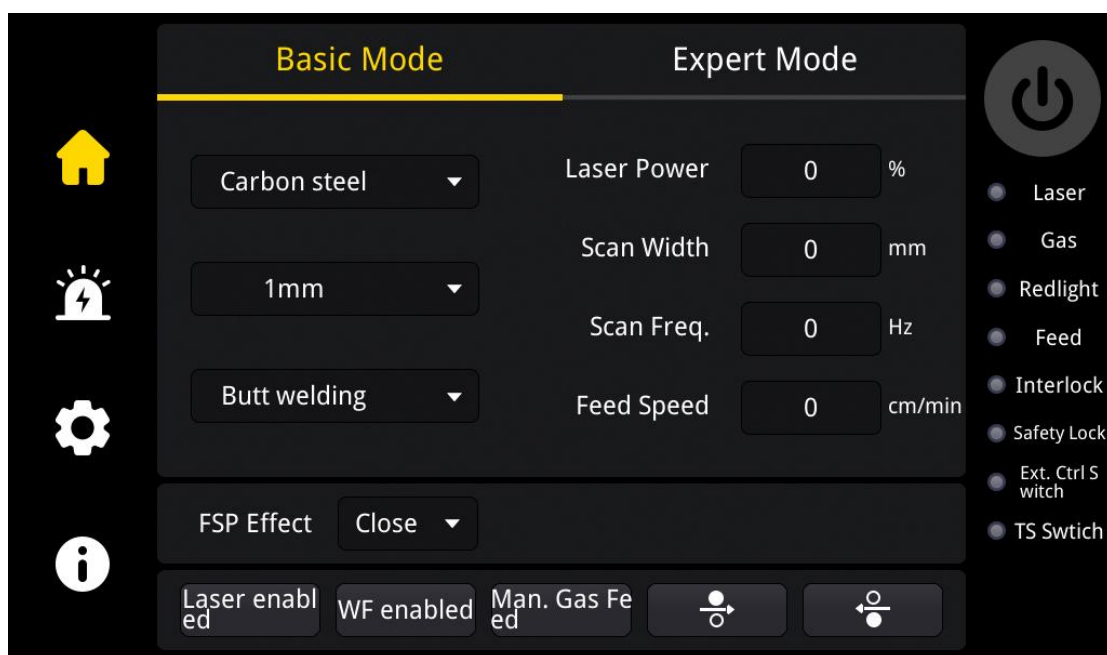 Basic Mode
Expert Mode
Carbon steel
1mm
Butt welding
Laser Power 0 %
Scan Width 0 mm
Scan Freq. 0 Hz
Feed Speed 0 cm/min
FSP Effect Close
Laser enabl
ed
WF enabled
Man. Gas Fe
ed
Laser
Gas
Redlight
Feed
Interlock
Safety Lock
Ext. Ctrl S
witch
TS Swtich